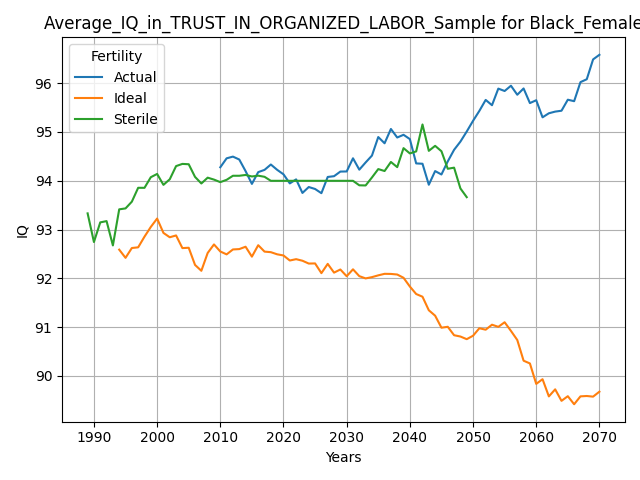 Average_IQ_in_TRUST_IN_ORGANIZED_LABOR_Sample for Black_Female
Fertility
Actual
Ideal
Sterile
96
95
94
93
92
91
90
IQ
1990 2000 2010 2020 2030 2040 2050 2060 2070
Years